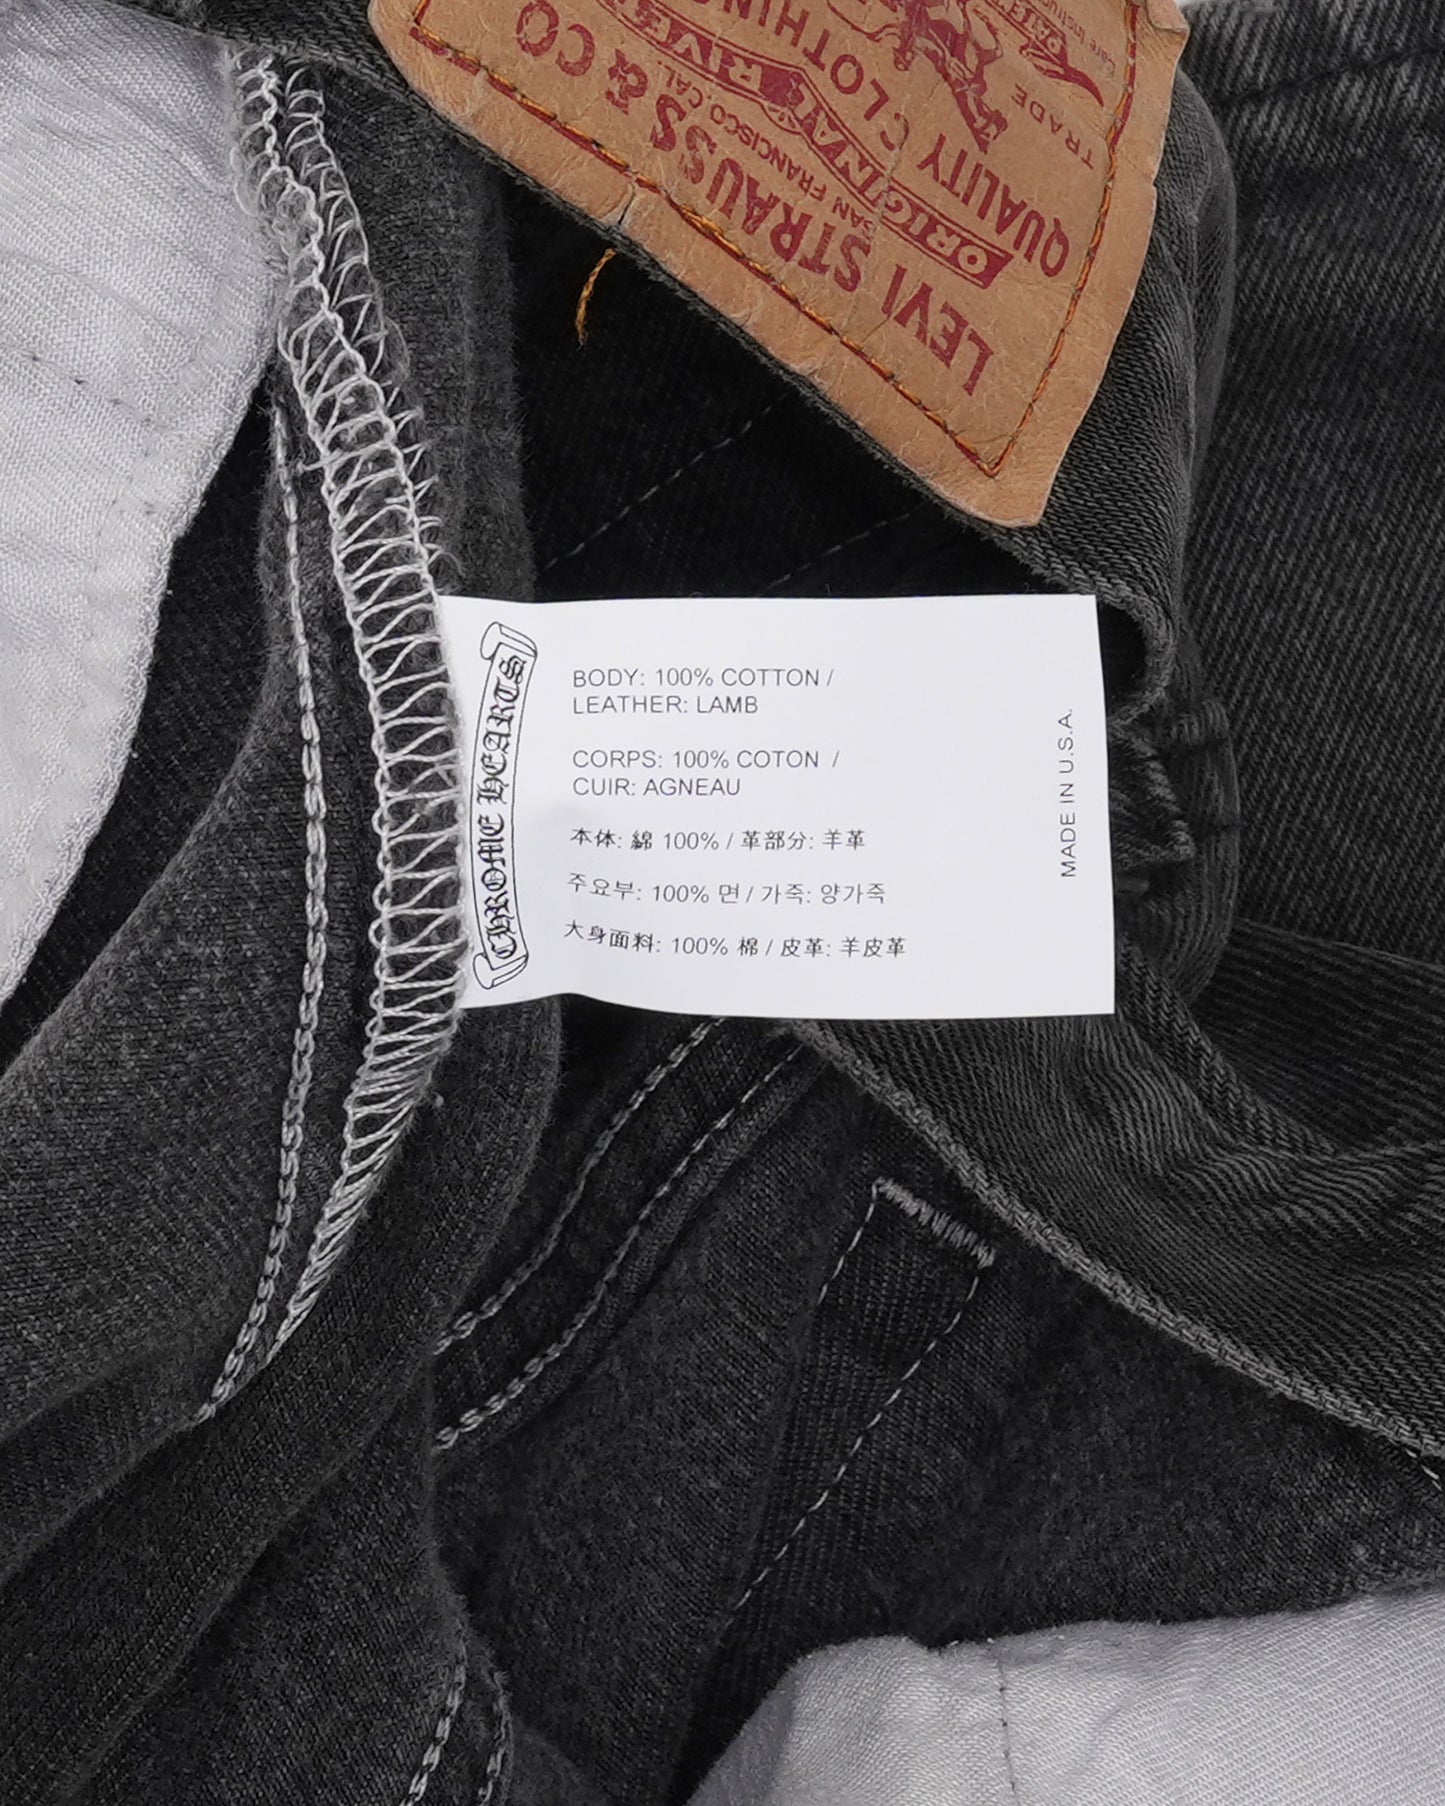 LEVI STRAUSS & CO
SAN FRANCISCO, CAL.
ORIGINAL RIVE
QUALITY CLOTHING
TRADE
CHROME HEARTS
BODY: 100% COTTON /
LEATHER: LAMB
CORPS: 100% COTON /
CUIR: AGNEAU
本体: 綿 100% / 革部分: 羊革
주요부: 100% 면 / 가죽: 양가죽
大身面料: 100% 棉 / 皮革: 羊皮革
MADE IN U.S.A.